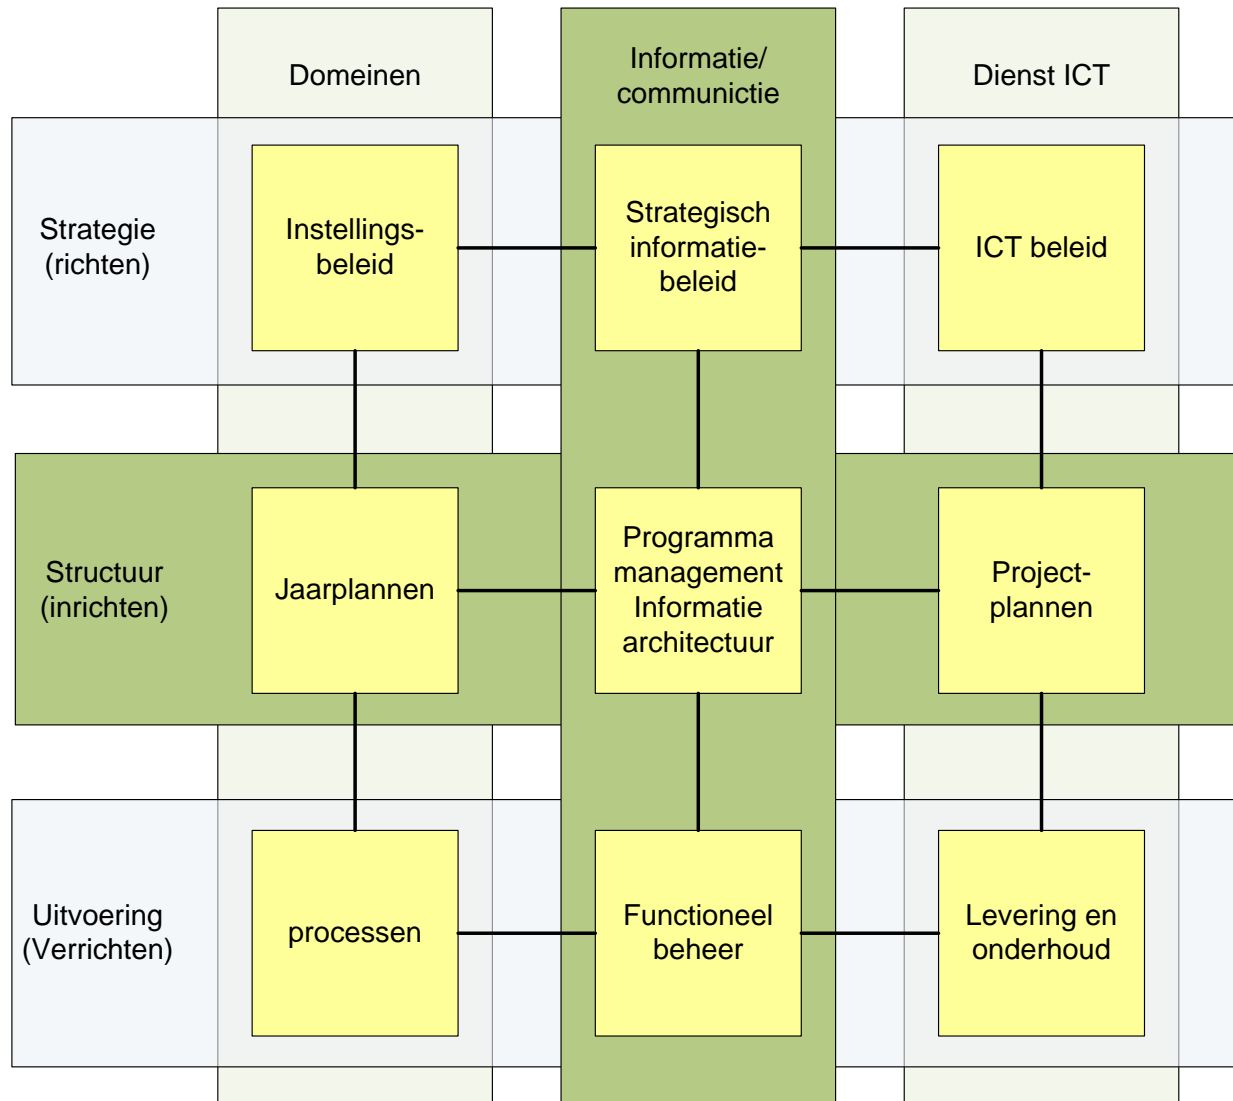 Domeinen
Informatie/
communictie
Dienst ICT
Strategie
(richten)
Instellings-
beleid
Strategisch
informatie-
beleid
ICT beleid
Structuur
(inrichten)
Jaarplannen
Programma
management
Informatie
architectuur
Project-
plannen
Uitvoering
(Verrichten)
processen
Functioneel
beheer
Levering en
onderhoud